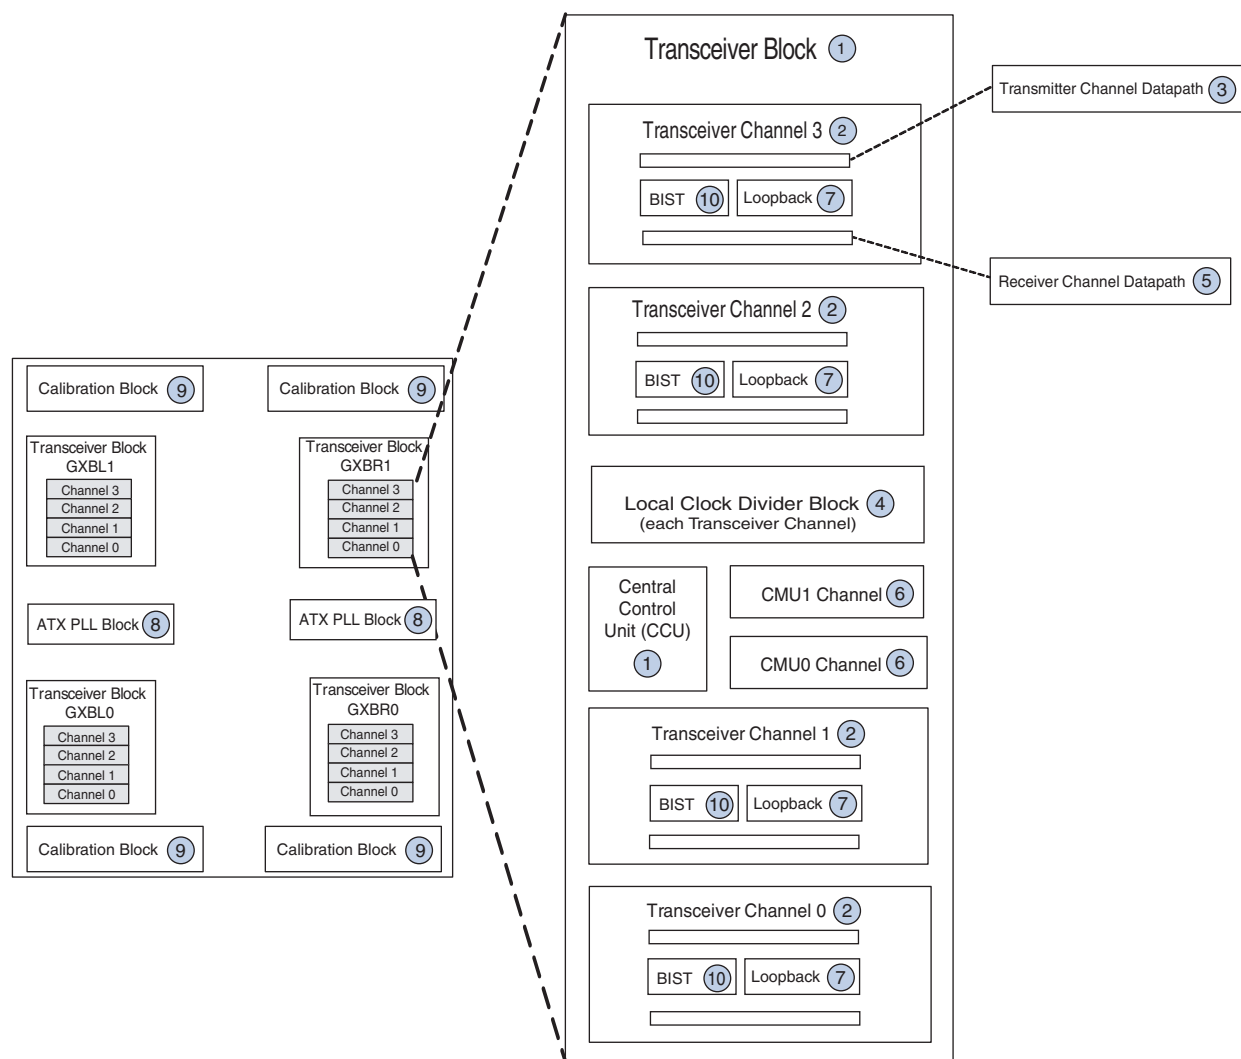 Transceiver Block 1
Transmitter Channel Datapath 3
Transceiver Channel 3 2
BIST 10
Loopback 7
Receiver Channel Datapath 5
Transceiver Channel 2 2
BIST 10
Loopback 7
Local Clock Divider Block 4
(each Transceiver Channel)
Central
Control
Unit (CCU)
1
CMU1 Channel 6
CMU0 Channel 6
Transceiver Channel 1 2
BIST 10
Loopback 7
Transceiver Channel 0 2
BIST 10
Loopback 7
Calibration Block 9
Calibration Block 9
Transceiver Block
GXBL1
Channel 3
Channel 2
Channel 1
Channel 0
Transceiver Block
GXBR1
Channel 3
Channel 2
Channel 1
Channel 0
ATX PLL Block 8
ATX PLL Block 8
Transceiver Block
GXBL0
Channel 3
Channel 2
Channel 1
Channel 0
Transceiver Block
GXBR0
Channel 3
Channel 2
Channel 1
Channel 0
Calibration Block 9
Calibration Block 9